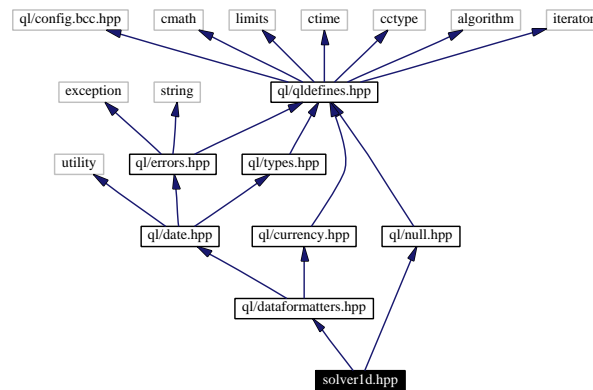 ql/config.bcc.hpp
cmath
limits
ctime
cctype
algorithm
iterator
exception
string
ql/qldefines.hpp
utility
ql/errors.hpp
ql/types.hpp
ql/date.hpp
ql/currency.hpp
ql/null.hpp
ql/dataformatters.hpp
solver1d.hpp